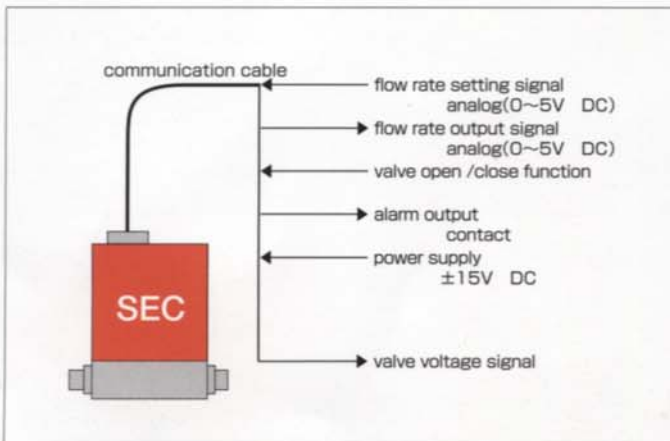 communication cable
flow rate setting signal
analog(0～5V DC)
flow rate output signal
analog(0～5V DC)
valve open /close function
alarm output
contact
power supply
±15V DC
SEC
valve voltage signal